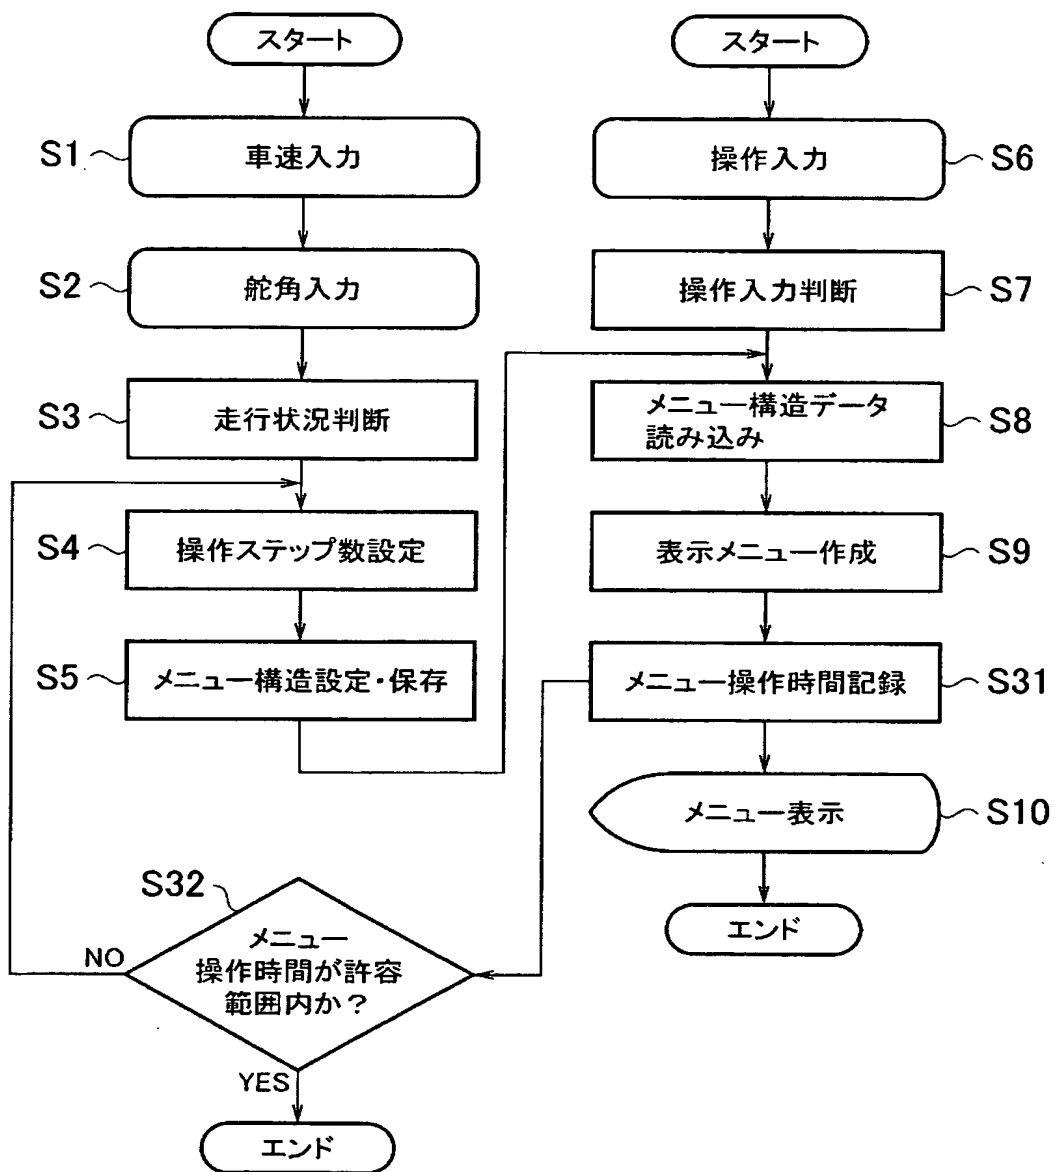 スタート
S1
車速入力
S2
舵角入力
S3
走行状況判断
S4
操作ステップ数設定
S5
メニュー構造設定・保存
S32
メニュー
操作時間が許容
範囲内か?
NO
YES
エンド
スタート
操作入力
S6
操作入力判断
S7
メニュー構造データ
読み込み
S8
表示メニュー作成
S9
メニュー操作時間記録
S31
メニュー表示
S10
エンド